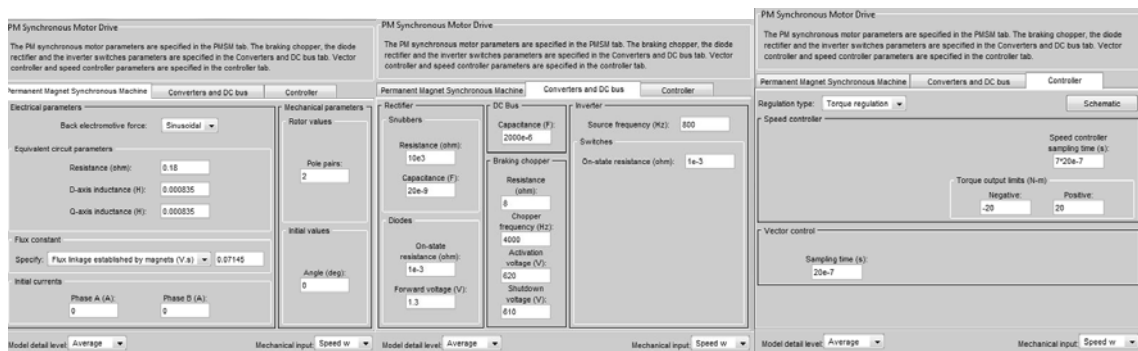 PM Synchronous Motor Drive
The PM synchronous motor parameters are specified in the PMSM tab. The braking chopper, the diode
rectifier and the inverter switches parameters are specified in the Converters and DC bus tab. Vector
controller and speed controller parameters are specified in the controller tab.
Permanent Magnet Synchronous Machine
Converters and DC bus
Controller
Electrical parameters
Back electromotive force: Sinusoidal
Equivalent circuit parameters
Resistance (ohm): 0.18
D-axis inductance (H): 0.000835
Q-axis inductance (H): 0.000835
Flux constant
Specify: Flux linkage established by magnets (V.s) 0.07145
Initial currents
Phase A (A): Phase B (A):
0 0
Mechanical parameters
Rotor values
Pole pairs:
2
Initial values
Angle (deg):
0
Model detail level: Average
Mechanical input: Speed w
PM Synchronous Motor Drive
The PM synchronous motor parameters are specified in the PMSM tab. The braking chopper, the diode
rectifier and the inverter switches parameters are specified in the Converters and DC bus tab. Vector
controller and speed controller parameters are specified in the controller tab.
Permanent Magnet Synchronous Machine
Converters and DC bus
Controller
Rectifier
Snubbers
Resistance (ohm):
10e3
Capacitance (F):
20e-9
Diodes
On-state
resistance (ohm):
1e-3
Forward voltage (V):
1.3
DC Bus
Capacitance (F):
2000e-6
Braking chopper
Resistance
(ohm):
8
Chopper
frequency (Hz):
4000
Activation
voltage (V):
620
Shutdown
voltage (V):
610
Inverter
Source frequency (Hz): 800
Switches
On-state resistance (ohm): 1e-3
Model detail level: Average
Mechanical input: Speed w
PM Synchronous Motor Drive
The PM synchronous motor parameters are specified in the PMSM tab. The braking chopper, the diode
rectifier and the inverter switches parameters are specified in the Converters and DC bus tab. Vector
controller and speed controller parameters are specified in the controller tab.
Permanent Magnet Synchronous Machine
Converters and DC bus
Controller
Regulation type: Torque regulation
Schematic
Speed controller
Speed controller
sampling time (s):
7*20e-7
Torque output limits (N-m)
Negative: Positive:
-20 20
Vector control
Sampling time (s):
20e-7
Model detail level: Average
Mechanical input: Speed w